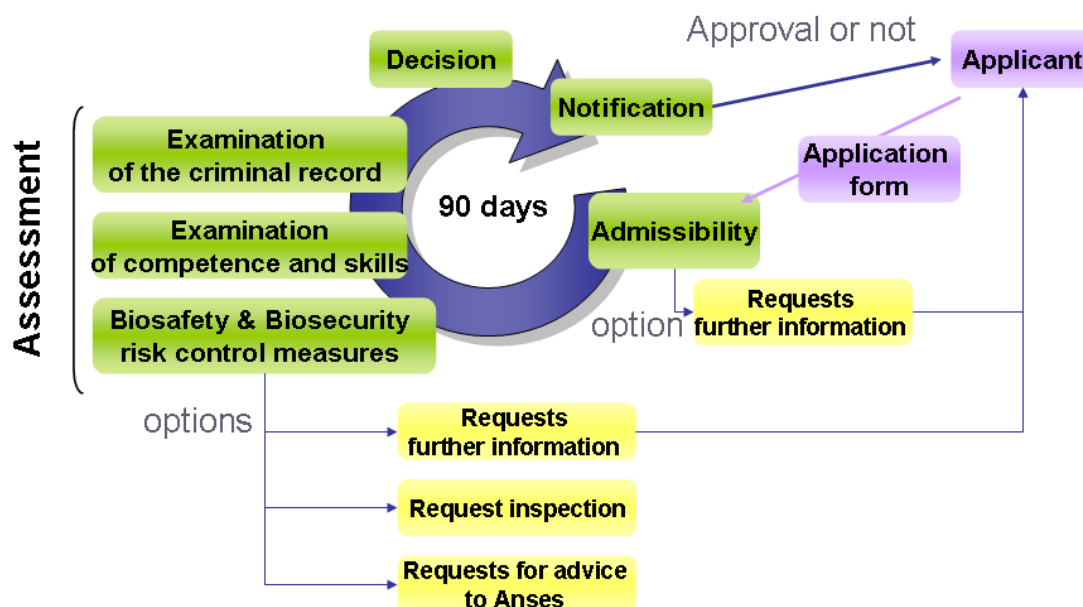 Approval or not
Decision
Applicant
Notification
Examination
of the criminal record
Application
form
90 days
Assessment
Examination
of competence and skills
Admissibility
Biosafety & Biosecurity
risk control measures
option
Requests
further information
options
Requests
further information
Request inspection
Requests for advice
to Anses